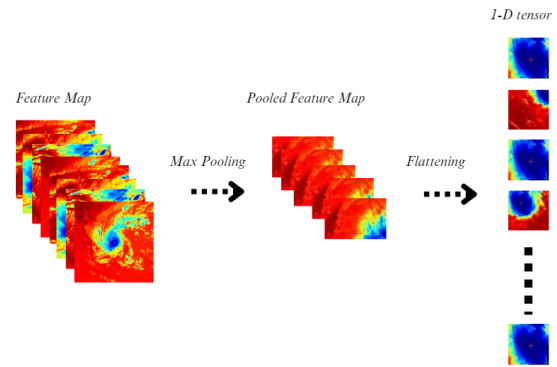 1-D tensor
Feature Map
Pooled Feature Map
Max Pooling
Flattening